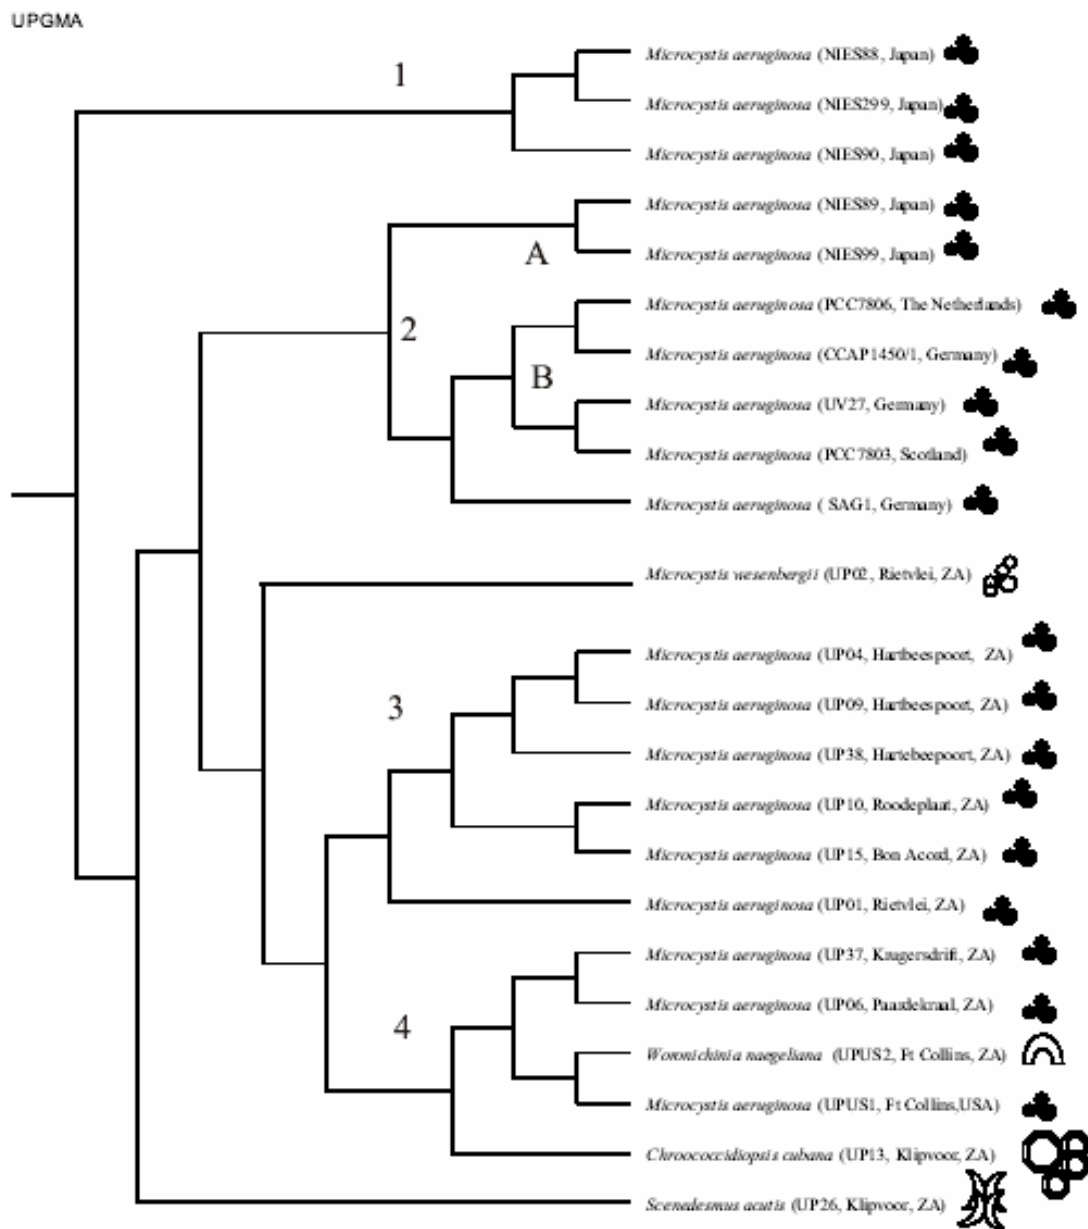 UPGMA
1
Microcystis aeruginosa (NIES88, Japan)
Microcystis aeruginosa (NIES299, Japan)
Microcystis aeruginosa (NIES90, Japan)
Microcystis aeruginosa (NIES89, Japan)
A
Microcystis aeruginosa (NIES99, Japan)
Microcystis aeruginosa (PCC7806, The Netherlands)
2
Microcystis aeruginosa (CCAP1450/1, Germany)
B
Microcystis aeruginosa (UV27, Germany)
Microcystis aeruginosa (PCC7803, Scotland)
Microcystis aeruginosa ( SAG1, Germany)
Microcystis wesenbergii (UP02, Rietvlei, ZA)
Microcystis aeruginosa (UP04, Hartbeespoort, ZA)
3
Microcystis aeruginosa (UP09, Hartbeespoort, ZA)
Microcystis aeruginosa (UP38, Hartebeepoort, ZA)
Microcystis aeruginosa (UP10, Roodeplaat, ZA)
Microcystis aeruginosa (UP15, Bon Acord, ZA)
Microcystis aeruginosa (UP01, Rietvlei, ZA)
Microcystis aeruginosa (UP37, Krugersdrift, ZA)
Microcystis aeruginosa (UP06, Paardekraal, ZA)
4
Woronichinia naegeliana (UPUS2, Ft Collins, ZA)
Microcystis aeruginosa (UPUS1, Ft Collins,USA)
Chroococcidiopsis cubana (UP13, Klipvoor, ZA)
Scenedesmus acutis (UP26, Klipvoor, ZA)